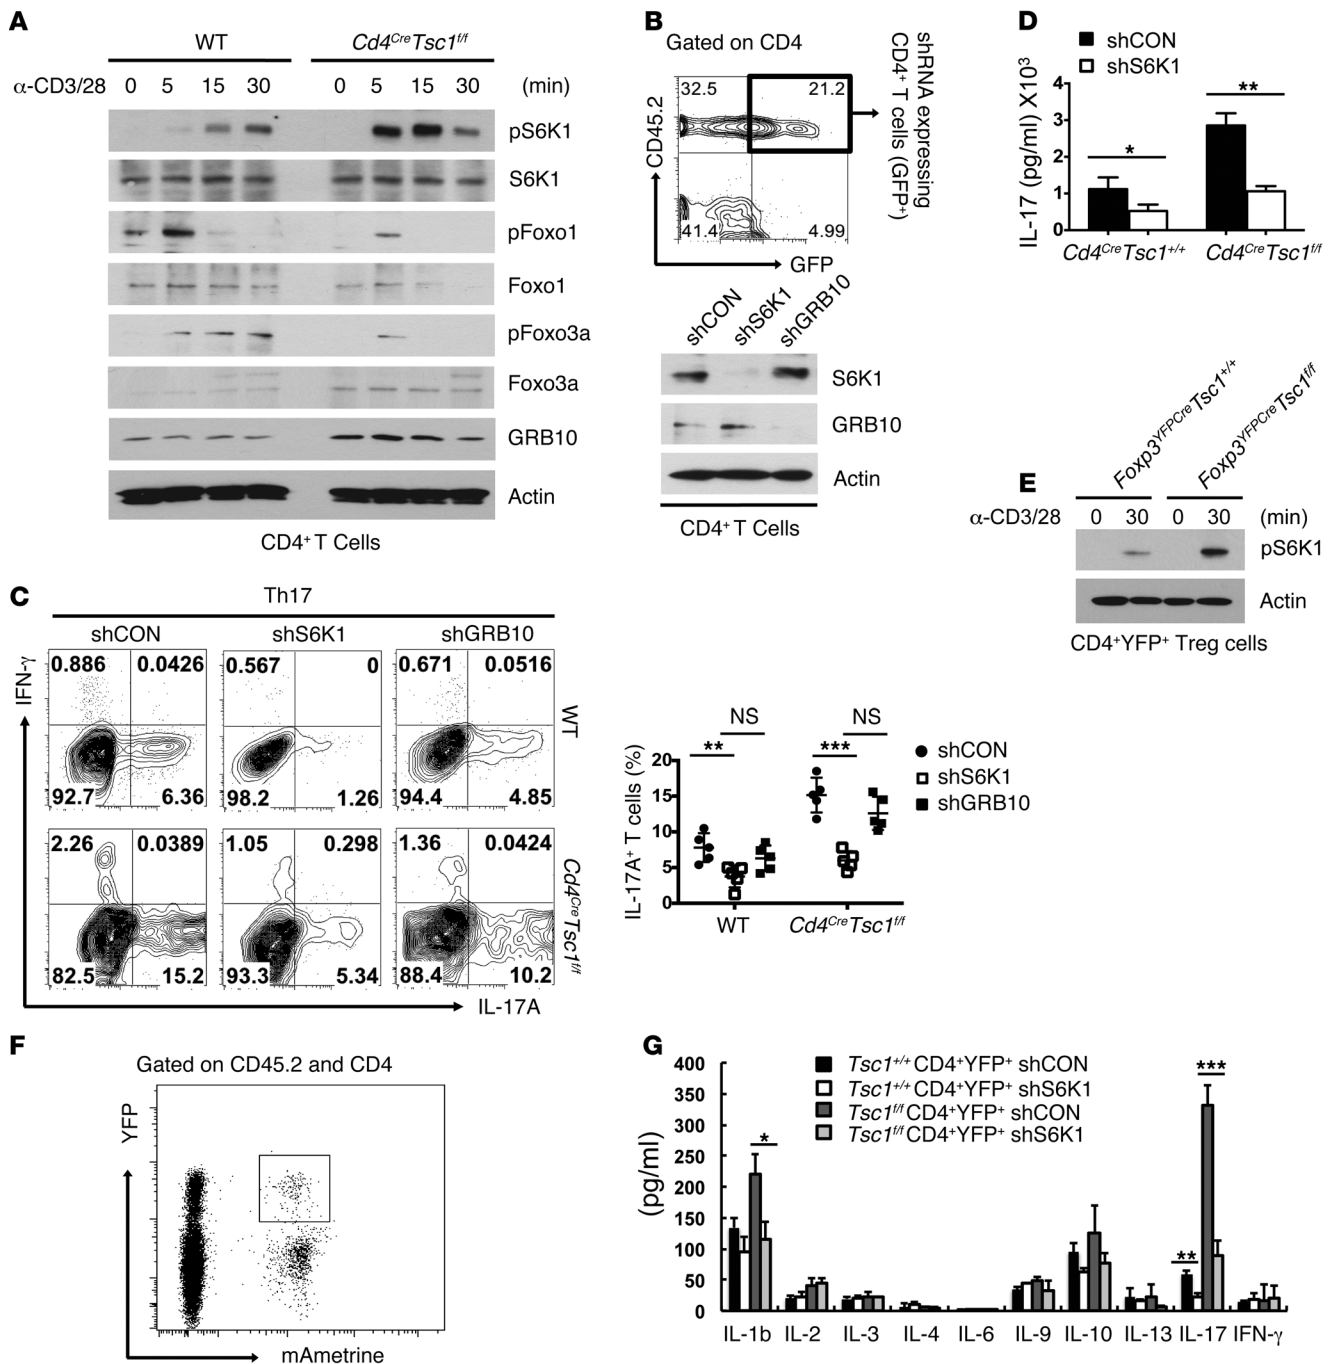 A
WT Cd4CreTsc1f/f
α-CD3/28 0 5 15 30 0 5 15 30 (min)
pS6K1
S6K1
pFoxo1
Foxo1
pFoxo3a
Foxo3a
GRB10
Actin
CD4+ T Cells
B
Gated on CD4
32.5 21.2
41.4 4.99
CD45.2
GFP
shRNA expressing
CD4+ T cells (GFP+)
shCON shS6K1 shGRB10
S6K1
GRB10
Actin
CD4+ T Cells
D
shCON
shS6K1
IL-17 (pg/ml) X10³
4
3
2
1
0
* **
Cd4CreTsc1+/+ Cd4CreTsc1f/f
E
Foxp3YFPCreTsc1+/+ Foxp3YFPCreTsc1f/f
α-CD3/28 0 30 0 30 (min)
pS6K1
Actin
CD4+YFP+ Treg cells
C
Th17
shCON shS6K1 shGRB10
IFN-γ
0.886 0.0426 0.567 0 0.671 0.0516
92.7 6.36 98.2 1.26 94.4 4.85
WT
2.26 0.0389 1.05 0.298 1.36 0.0424
82.5 15.2 93.3 5.34 88.4 10.2
Cd4CreTsc1f/f
IL-17A
IL-17A+ T cells (%)
20
15
10
5
0
NS NS
** ***
shCON
shS6K1
shGRB10
WT Cd4CreTsc1f/f
F
Gated on CD45.2 and CD4
YFP
mAmetrine
G
Tsc1+/+ CD4+YFP+ shCON
Tsc1+/+ CD4+YFP+ shS6K1
Tsc1f/f CD4+YFP+ shCON
Tsc1f/f CD4+YFP+ shS6K1
(pg/ml)
400
350
300
250
200
150
100
50
0
* ** ***
IL-1b IL-2 IL-3 IL-4 IL-6 IL-9 IL-10 IL-13 IL-17 IFN-γ